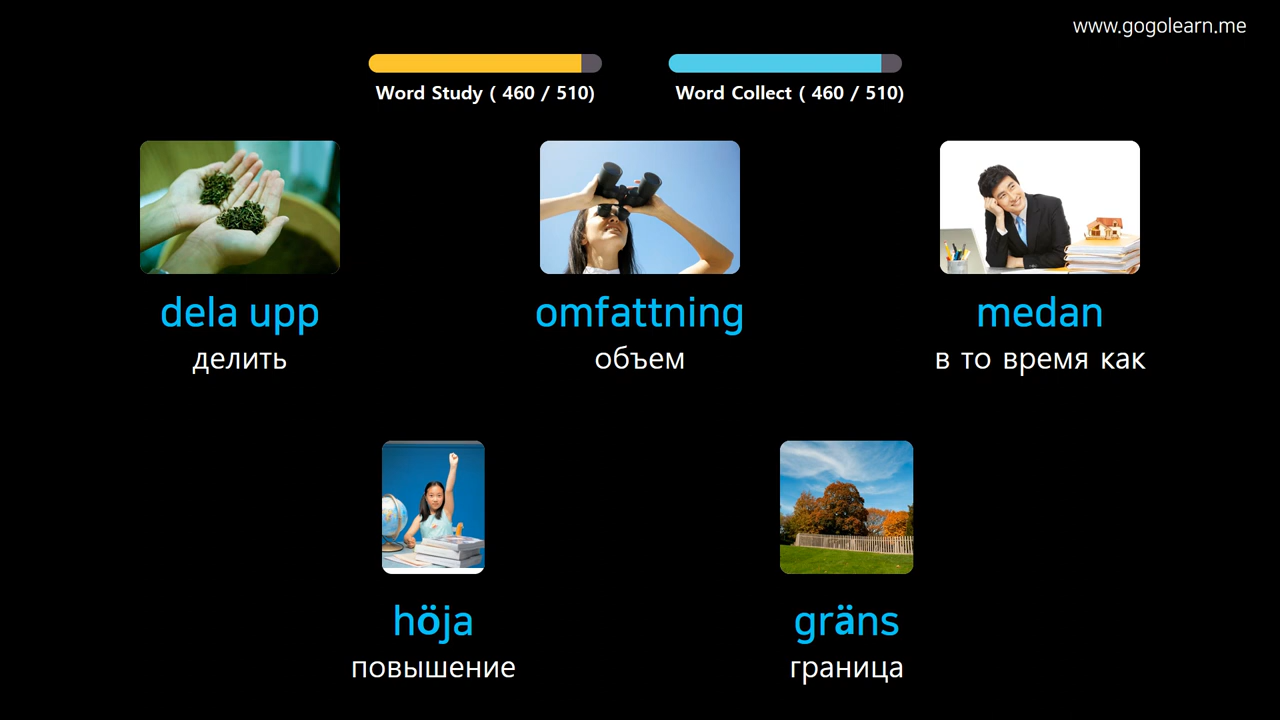 www.gogolearn.me
Word Study ( 460 / 510)
Word Collect ( 460 / 510)
dela upp
делить
omfattning
объем
medan
в то время как
höja
повышение
gräns
граница